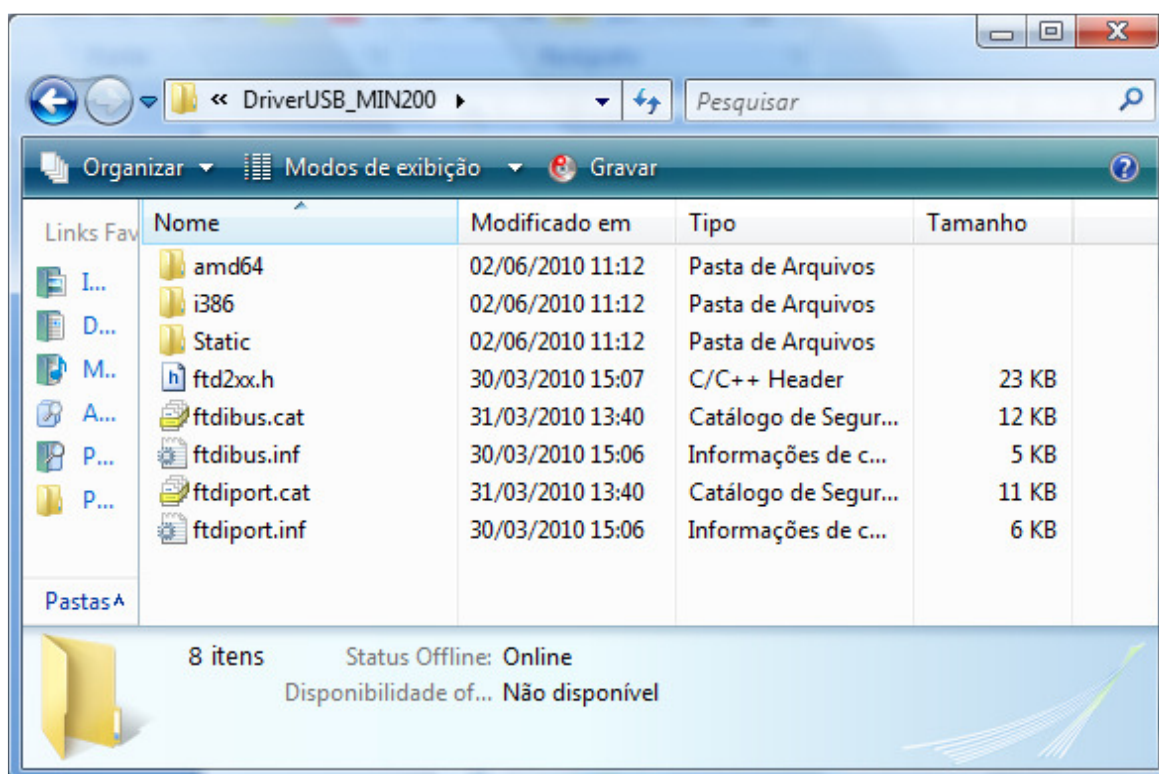 « DriverUSB_MIN200
Pesquisar
Organizar Modos de exibição Gravar
Links Fav
I...
D...
M..
A...
P...
P...
Pastas
Nome Modificado em Tipo Tamanho
amd64 02/06/2010 11:12 Pasta de Arquivos
i386 02/06/2010 11:12 Pasta de Arquivos
Static 02/06/2010 11:12 Pasta de Arquivos
ftd2xx.h 30/03/2010 15:07 C/C++ Header 23 KB
ftdibus.cat 31/03/2010 13:40 Catálogo de Segur... 12 KB
ftdibus.inf 30/03/2010 15:06 Informações de c... 5 KB
ftdiport.cat 31/03/2010 13:40 Catálogo de Segur... 11 KB
ftdiport.inf 30/03/2010 15:06 Informações de c... 6 KB
8 itens Status Offline: Online
Disponibilidade of... Não disponível